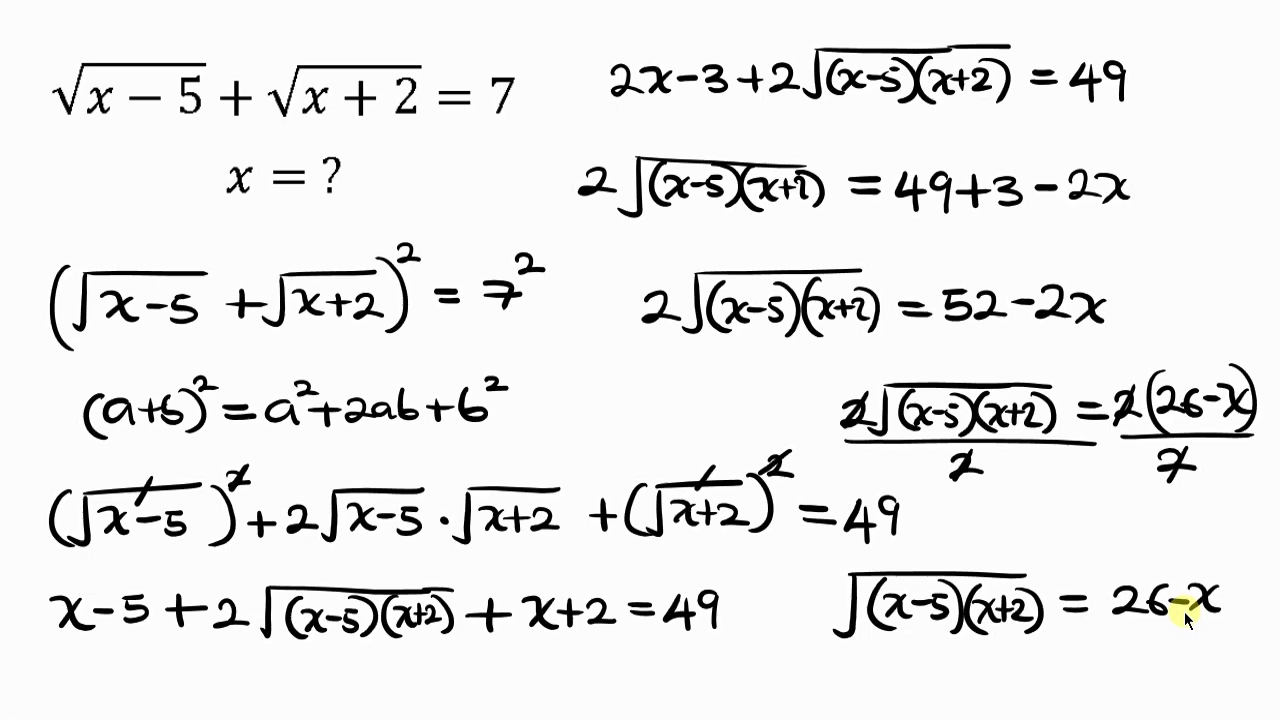 √(x − 5) + √(x + 2) = 7
x = ?
(√(x−5) + √(x+2))² = 7²
(a+b)² = a² + 2ab + b²
(√(x−5))² + 2√(x−5) · √(x+2) + (√(x+2))² = 49
x−5 + 2√((x−5)(x+2)) + x+2 = 49
2x−3+2√((x−5)(x+2)) = 49
2√((x−5)(x+2)) = 49+3−2x
2√((x−5)(x+2)) = 52−2x
2√((x−5)(x+2)) / 2 = 2(26−x) / 2
√((x−5)(x+2)) = 26−x